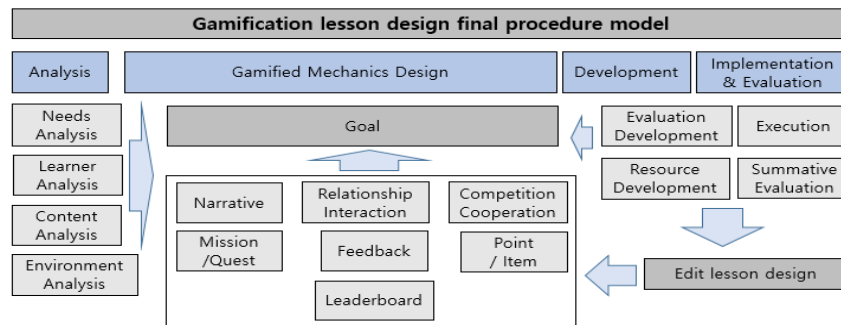 Gamification lesson design final procedure model
Analysis
Gamified Mechanics Design
Development
Implementation
& Evaluation
Needs
Analysis
Learner
Analysis
Content
Analysis
Environment
Analysis
Goal
Narrative
Relationship
Interaction
Competition
Cooperation
Mission
/Quest
Feedback
Point
/ Item
Leaderboard
Evaluation
Development
Execution
Resource
Development
Summative
Evaluation
Edit lesson design